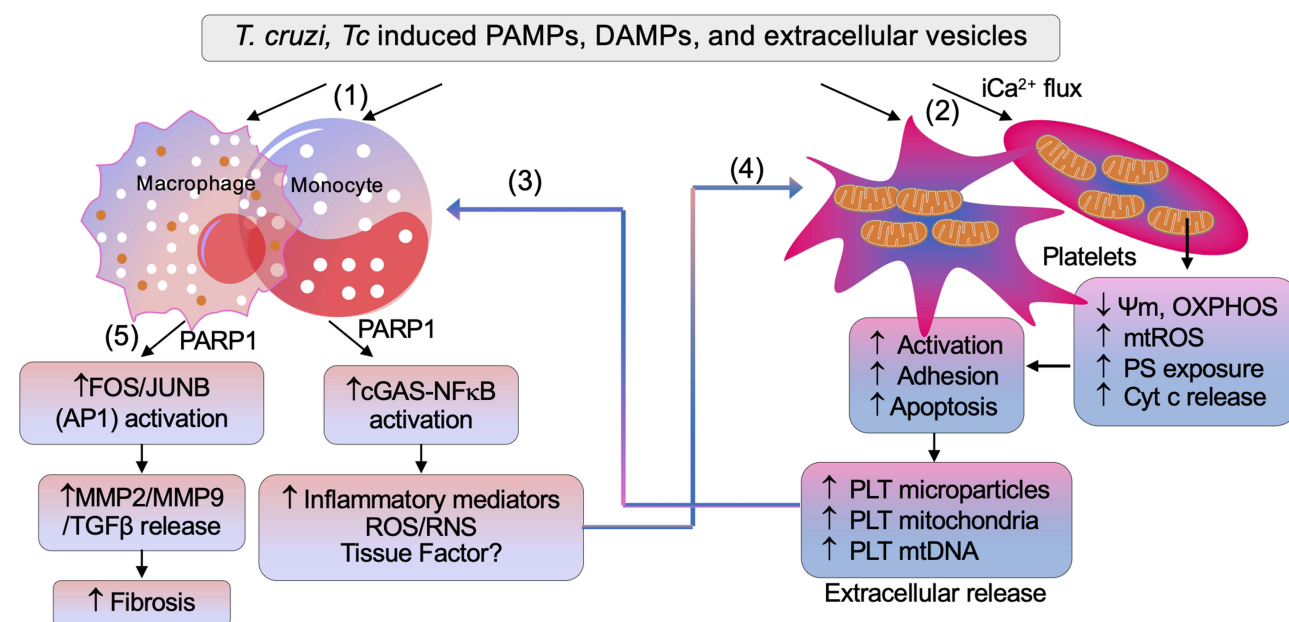 T. cruzi, Tc induced PAMPs, DAMPs, and extracellular vesicles
(1)
(2)
iCa²⁺ flux
Macrophage
Monocyte
(3)
(4)
Platelets
(5)
PARP1
PARP1
↑FOS/JUNB
(AP1) activation
↑MMP2/MMP9
/TGFβ release
↑ Fibrosis
↑cGAS-NFκB
activation
↑ Inflammatory mediators
ROS/RNS
Tissue Factor?
↓ Ψm, OXPHOS
↑ mtROS
↑ PS exposure
↑ Cyt c release
↑ Activation
↑ Adhesion
↑ Apoptosis
↑ PLT microparticles
↑ PLT mitochondria
↑ PLT mtDNA
Extracellular release